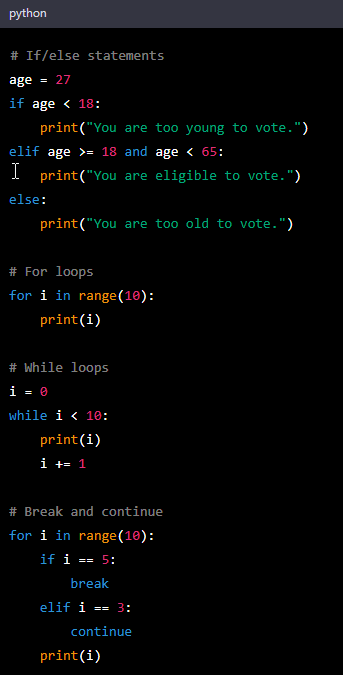 python
# If/else statements
age = 27
if age < 18:
    print("You are too young to vote.")
elif age >= 18 and age < 65:
    print("You are eligible to vote.")
else:
    print("You are too old to vote.")
# For loops
for i in range(10):
    print(i)
# While loops
i = 0
while i < 10:
    print(i)
    i += 1
# Break and continue
for i in range(10):
    if i == 5:
        break
    elif i == 3:
        continue
    print(i)